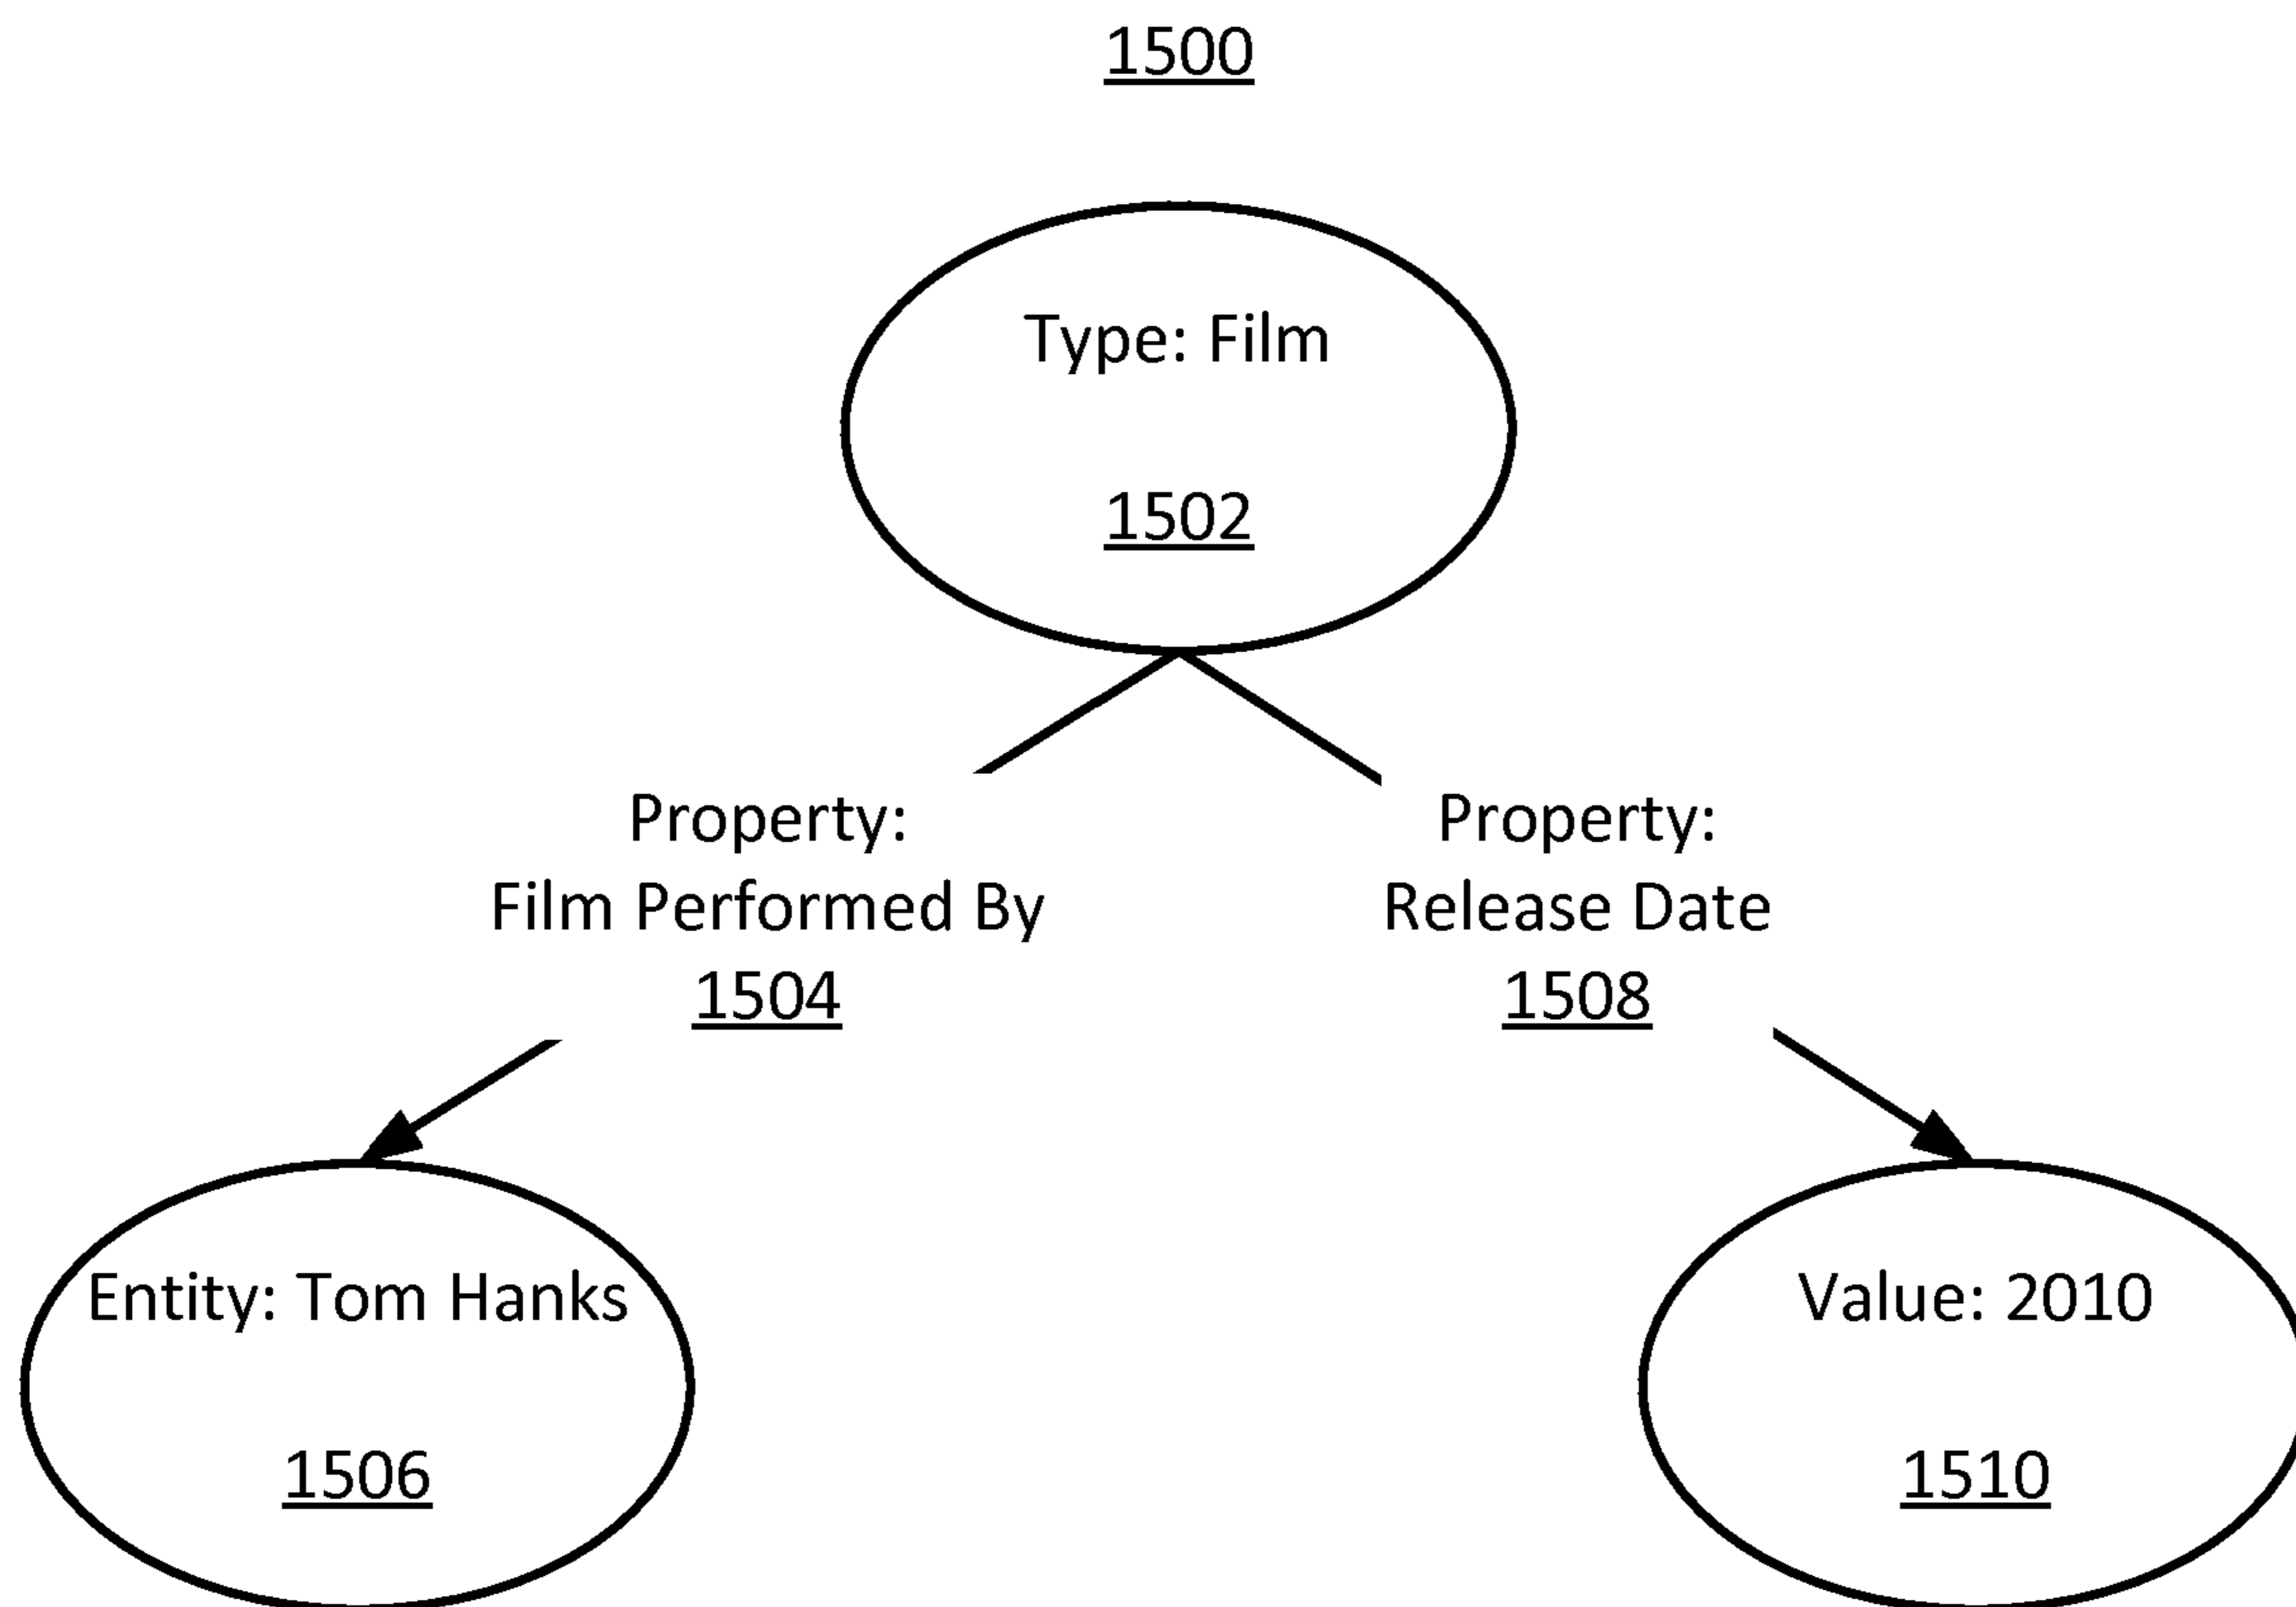 1500
Type: Film
1502
Property:
Film Performed By
1504
Property:
Release Date
1508
Entity: Tom Hanks
1506
Value: 2010
1510